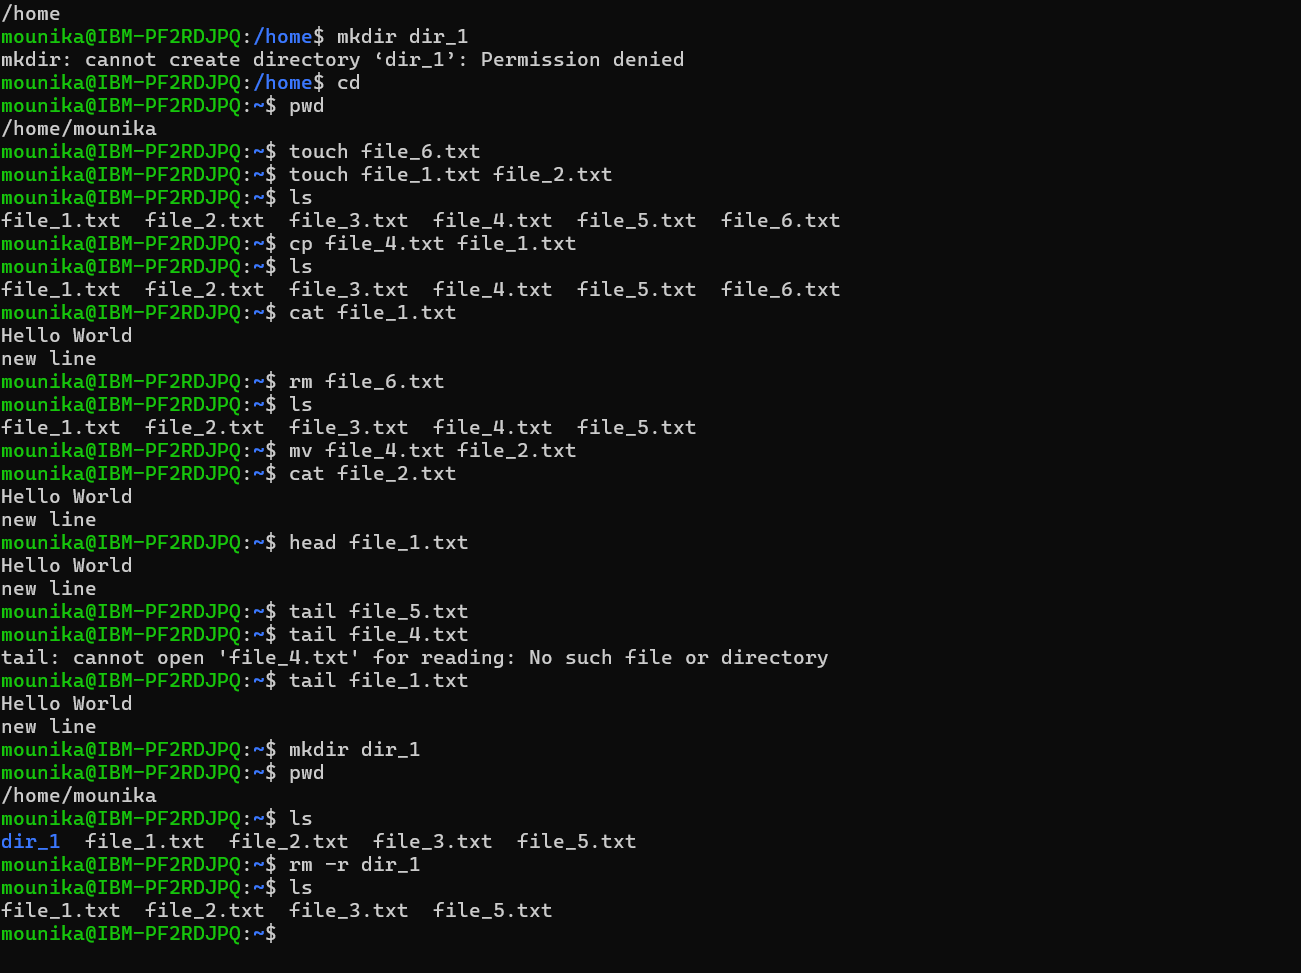 /home
mounika@IBM-PF2RDJPQ:/home$ mkdir dir_1
mkdir: cannot create directory ‘dir_1’: Permission denied
mounika@IBM-PF2RDJPQ:/home$ cd
mounika@IBM-PF2RDJPQ:~$ pwd
/home/mounika
mounika@IBM-PF2RDJPQ:~$ touch file_6.txt
mounika@IBM-PF2RDJPQ:~$ touch file_1.txt file_2.txt
mounika@IBM-PF2RDJPQ:~$ ls
file_1.txt  file_2.txt  file_3.txt  file_4.txt  file_5.txt  file_6.txt
mounika@IBM-PF2RDJPQ:~$ cp file_4.txt file_1.txt
mounika@IBM-PF2RDJPQ:~$ ls
file_1.txt  file_2.txt  file_3.txt  file_4.txt  file_5.txt  file_6.txt
mounika@IBM-PF2RDJPQ:~$ cat file_1.txt
Hello World
new line
mounika@IBM-PF2RDJPQ:~$ rm file_6.txt
mounika@IBM-PF2RDJPQ:~$ ls
file_1.txt  file_2.txt  file_3.txt  file_4.txt  file_5.txt
mounika@IBM-PF2RDJPQ:~$ mv file_4.txt file_2.txt
mounika@IBM-PF2RDJPQ:~$ cat file_2.txt
Hello World
new line
mounika@IBM-PF2RDJPQ:~$ head file_1.txt
Hello World
new line
mounika@IBM-PF2RDJPQ:~$ tail file_5.txt
mounika@IBM-PF2RDJPQ:~$ tail file_4.txt
tail: cannot open 'file_4.txt' for reading: No such file or directory
mounika@IBM-PF2RDJPQ:~$ tail file_1.txt
Hello World
new line
mounika@IBM-PF2RDJPQ:~$ mkdir dir_1
mounika@IBM-PF2RDJPQ:~$ pwd
/home/mounika
mounika@IBM-PF2RDJPQ:~$ ls
dir_1  file_1.txt  file_2.txt  file_3.txt  file_5.txt
mounika@IBM-PF2RDJPQ:~$ rm -r dir_1
mounika@IBM-PF2RDJPQ:~$ ls
file_1.txt  file_2.txt  file_3.txt  file_5.txt
mounika@IBM-PF2RDJPQ:~$